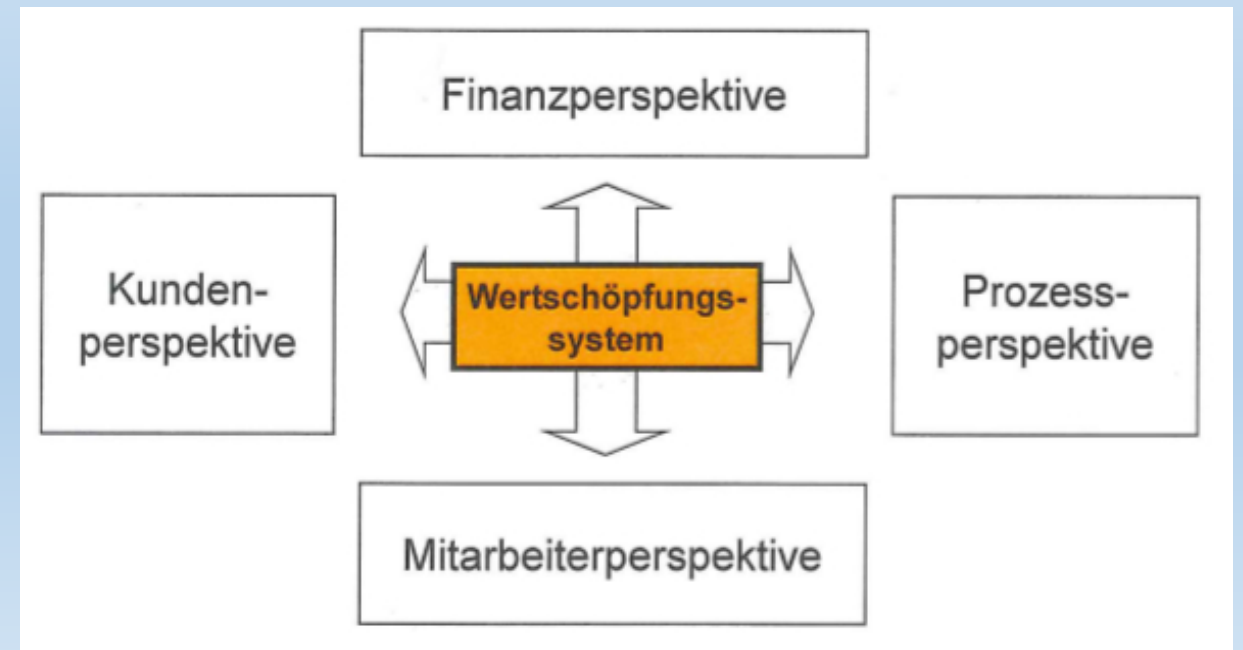 Finanzperspektive
Kunden-
perspektive
Wertschöpfungs-
system
Prozess-
perspektive
Mitarbeiterperspektive